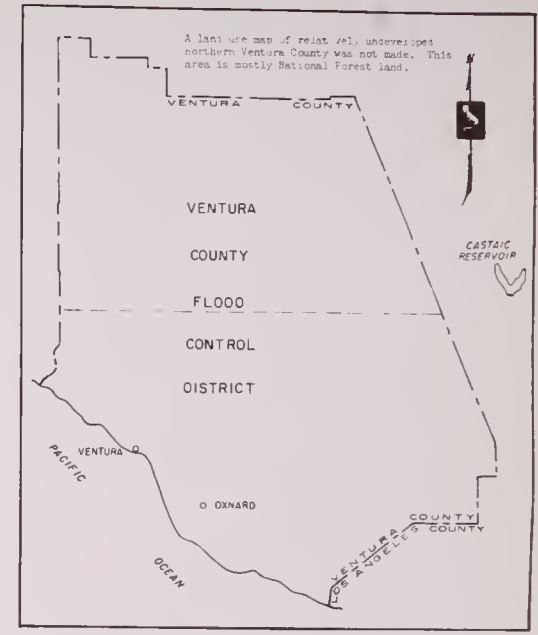 A land use map of relatively undeveloped
northern Ventura County was not made. This
area is mostly National Forest land.
VENTURA COUNTY
VENTURA
COUNTY
CASTAIC
RESERVOIR
FLOOD
CONTROL
DISTRICT
PACIFIC
VENTURA
OXNARD
OCEAN
VENTURA COUNTY
LOS ANGELES COUNTY